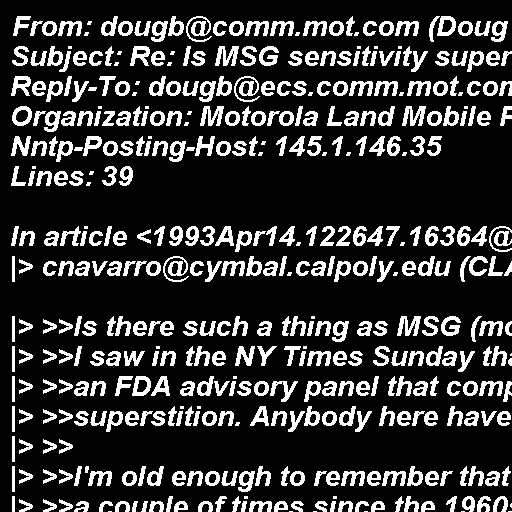 From: dougb@comm.mot.com (Doug
Subject: Re: Is MSG sensitivity super
Reply-To: dougb@ecs.comm.mot.com
Organization: Motorola Land Mobile
Nntp-Posting-Host: 145.1.146.35
Lines: 39

In article <1993Apr14.122647.16364@
|> cnavarro@cymbal.calpoly.edu (CLA

|> >>Is there such a thing as MSG (mo
|> >>I saw in the NY Times Sunday tha
|> >>an FDA advisory panel that comp
|> >>superstition. Anybody here have
|> >>
|> >>I'm old enough to remember that
|> >>a couple of times since the 1960s